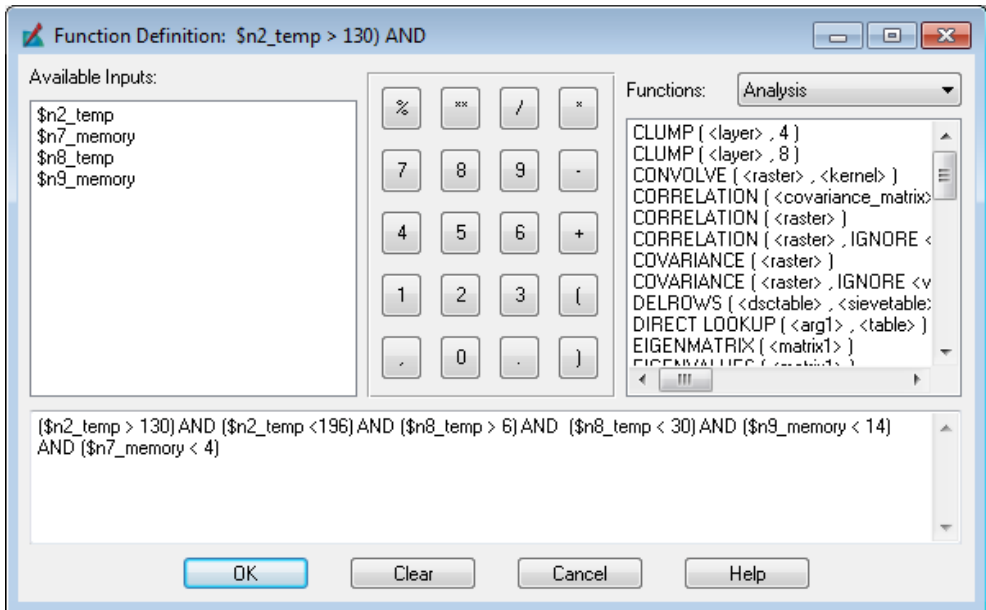 Function Definition: $n2_temp > 130) AND
Available Inputs:
$n2_temp
$n7_memory
$n8_temp
$n9_memory
% ** / *
7 8 9 -
4 5 6 +
1 2 3 (
, 0 . )
Functions: Analysis
CLUMP ( <layer> , 4 )
CLUMP ( <layer> , 8 )
CONVOLVE ( <raster> , <kernel> )
CORRELATION ( <covariance_matrix>
CORRELATION ( <raster> )
CORRELATION ( <raster> , IGNORE <
COVARIANCE ( <raster> )
COVARIANCE ( <raster> , IGNORE <v
DELROWS ( <dsctable> , <sievetable>
DIRECT LOOKUP ( <arg1> , <table> )
EIGENMATRIX ( <matrix1> )
EIGENVALUES ( <matrix1> )
($n2_temp > 130) AND ($n2_temp <196) AND ($n8_temp > 6) AND  ($n8_temp < 30) AND ($n9_memory < 14)
AND ($n7_memory < 4)
OK Clear Cancel Help